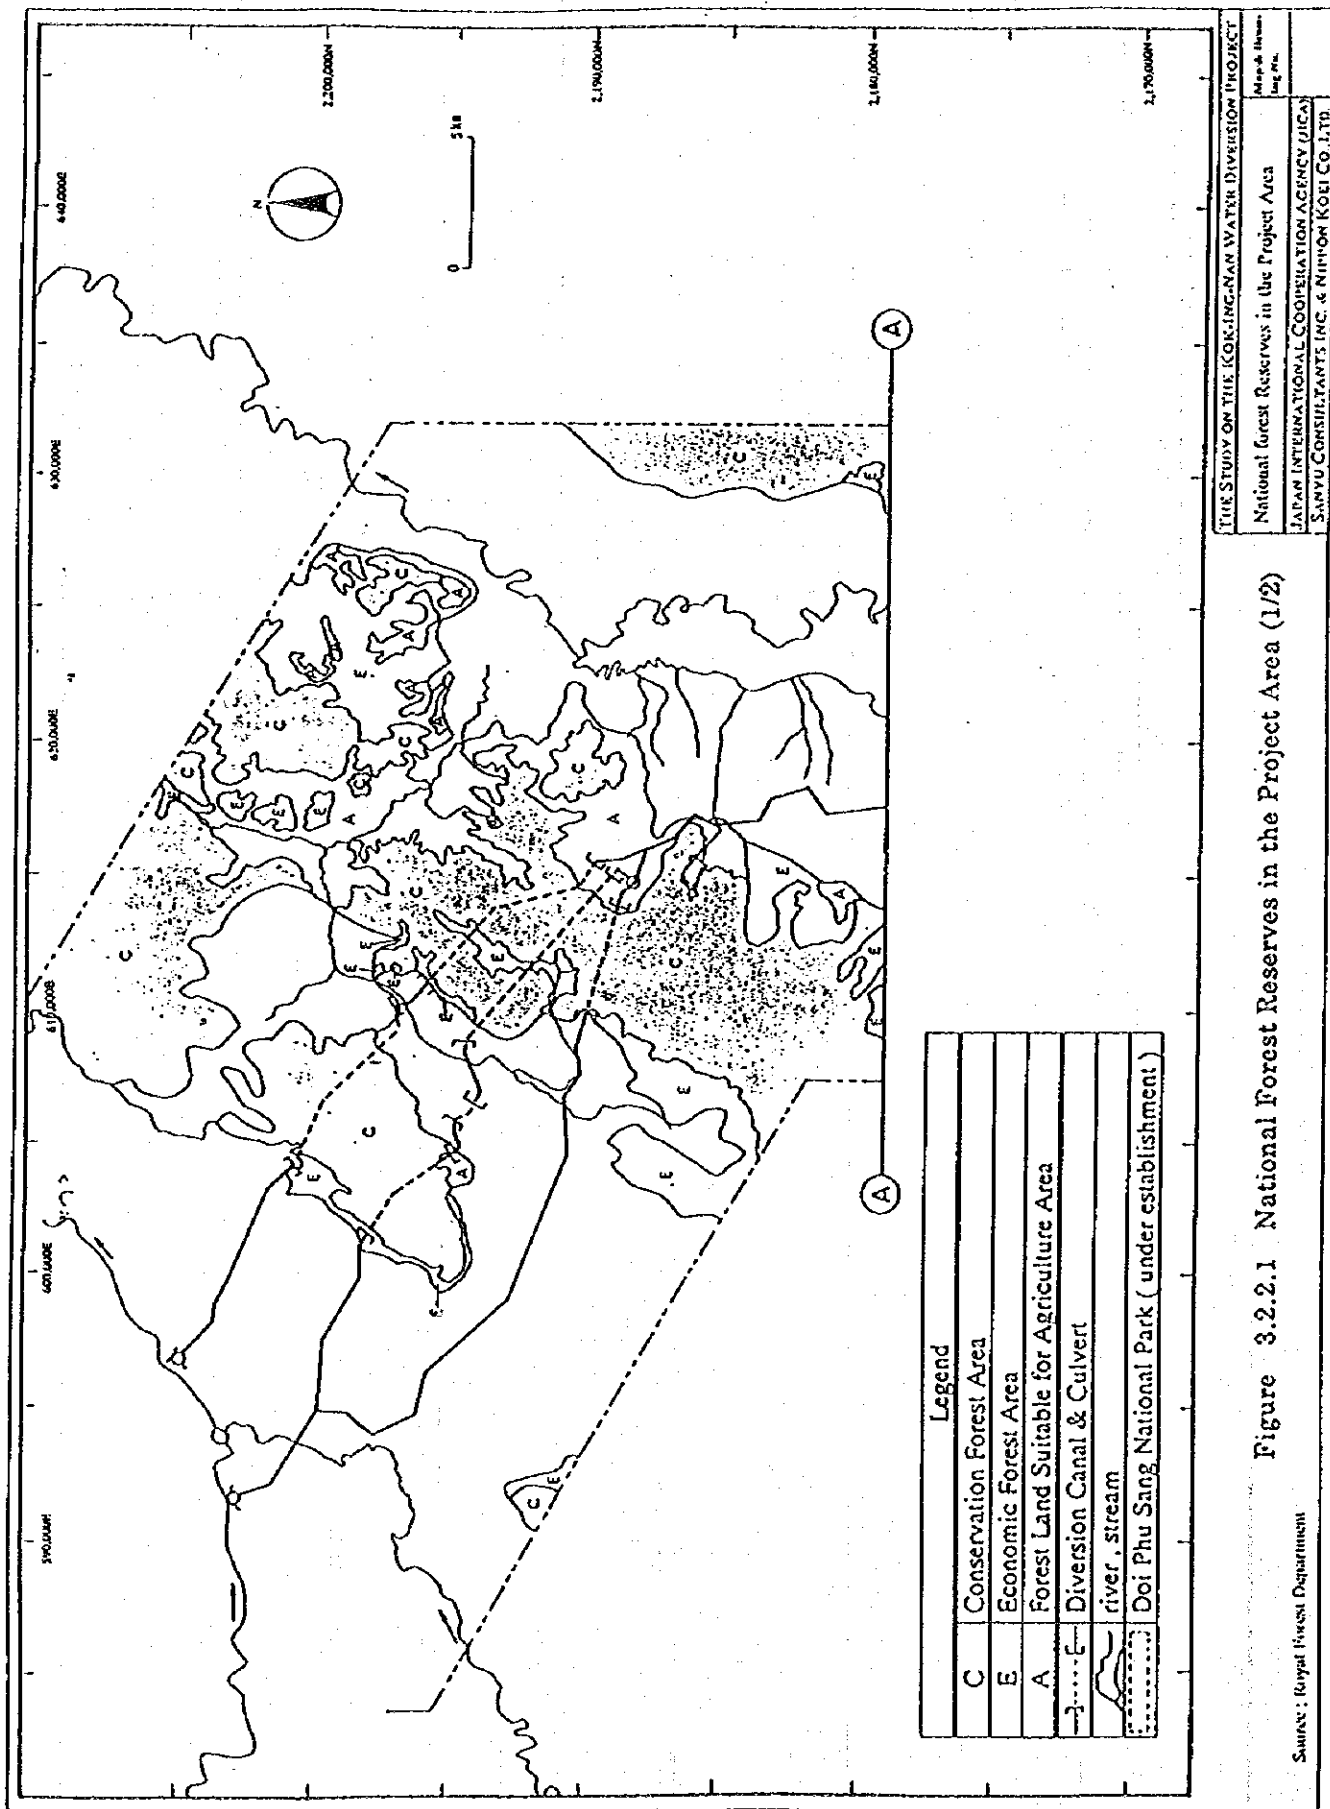 590,000E
600,000E
610,000E
620,000E
630,000E
640,000E
2,200,000N
2,190,000N
2,180,000N
2,170,000N
N
0 5 km
C
E
C
E
C
A
E
E
E
E
E
C
C
E
E
C
E
E
E
E
A
C
C
C
C
A
A
E
A
C
A
C
A
E
A
E
E
C
E
A
A
Legend
C Conservation Forest Area
E Economic Forest Area
A Forest Land Suitable for Agriculture Area
Diversion Canal & Culvert
river , stream
Doi Phu Sang National Park ( under establishment )
Figure 3.2.2.1 National Forest Reserves in the Project Area (1/2)
Source : Royal Forest Department
THE STUDY ON THE KOK-ING-NAN WATER DIVERSION PROJECT
National forest Reserves in the Project Area
JAPAN INTERNATIONAL COOPERATION AGENCY (JICA)
SANYU CONSULTANTS INC. & NIPPON KOEI CO.,LTD.